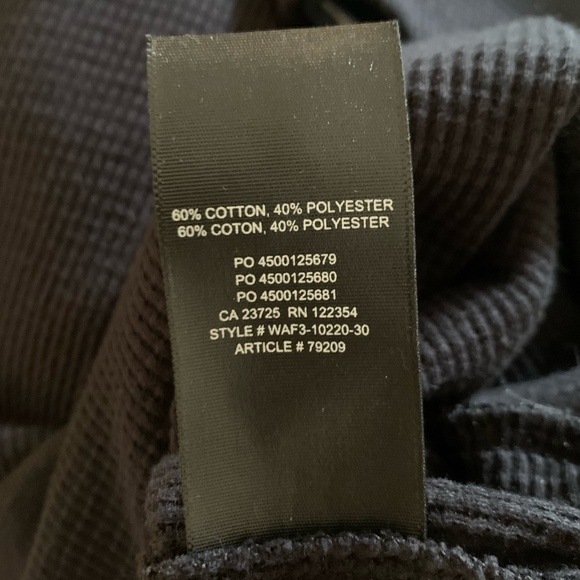 60% COTTON, 40% POLYESTER
60% COTON, 40% POLYESTER
PO 4500125679
PO 4500125680
PO 4500125681
CA 23725 RN 122354
STYLE # WAF3-10220-30
ARTICLE # 79209